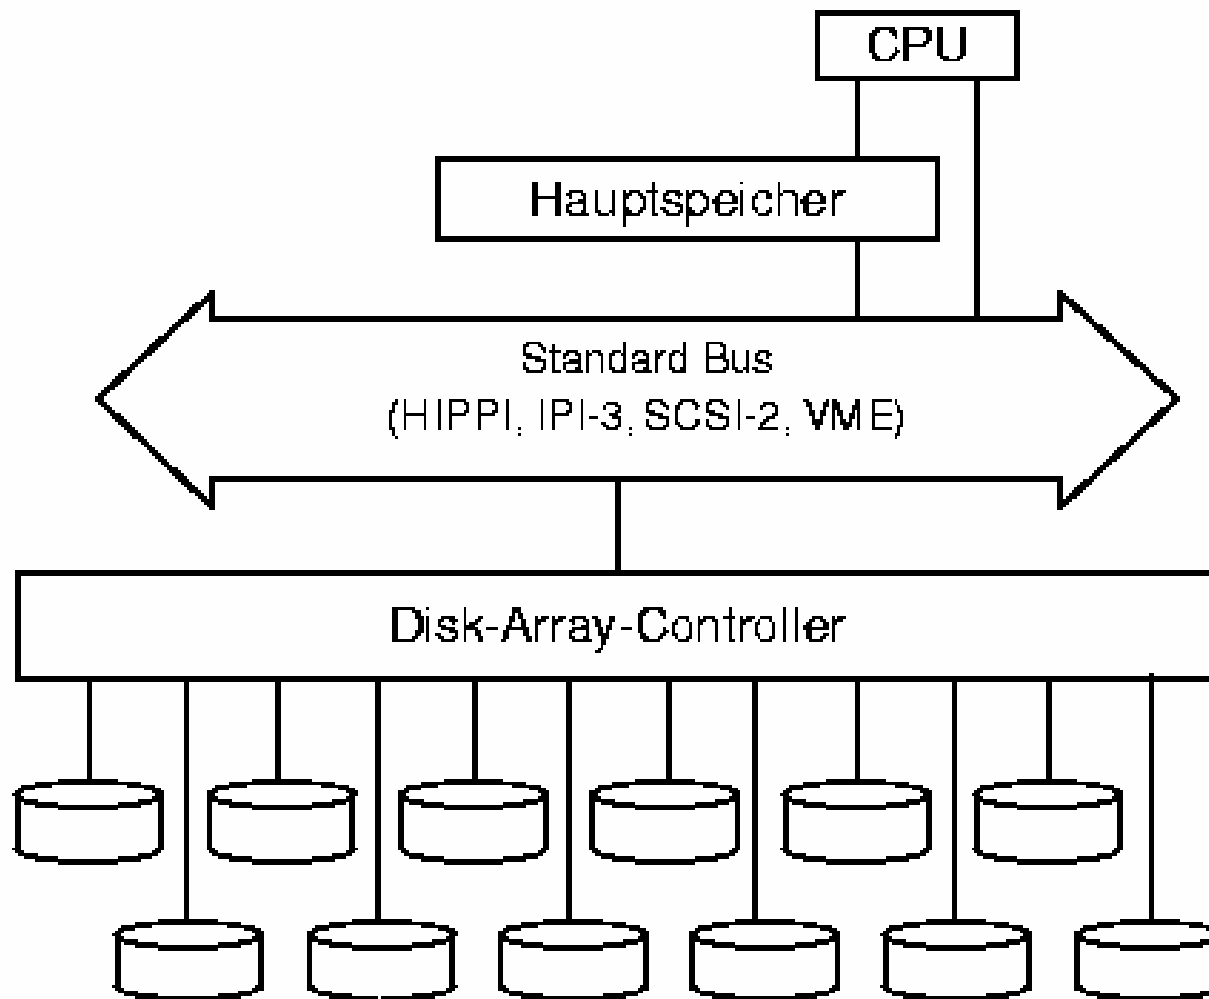 CPU
Hauptspeicher
Standard Bus
(HIPPI, IPI-3, SCSI-2, VME)
Disk-Array-Controller